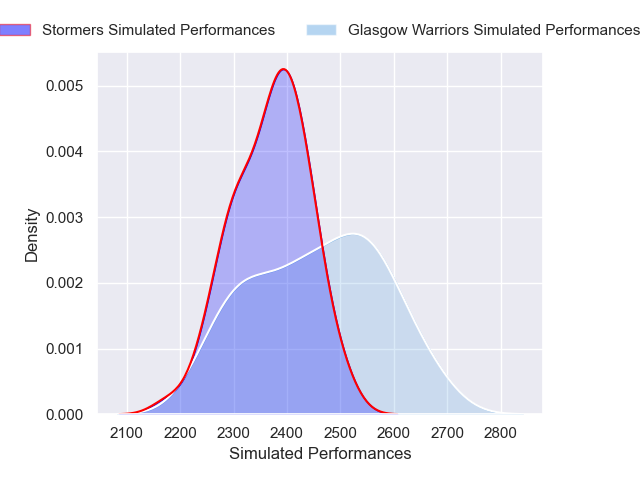 Stormers Simulated Performances
Glasgow Warriors Simulated Performances
0.005
0.004
0.003
0.002
0.001
0.000
Density
2100 2200 2300 2400 2500 2600 2700 2800
Simulated Performances